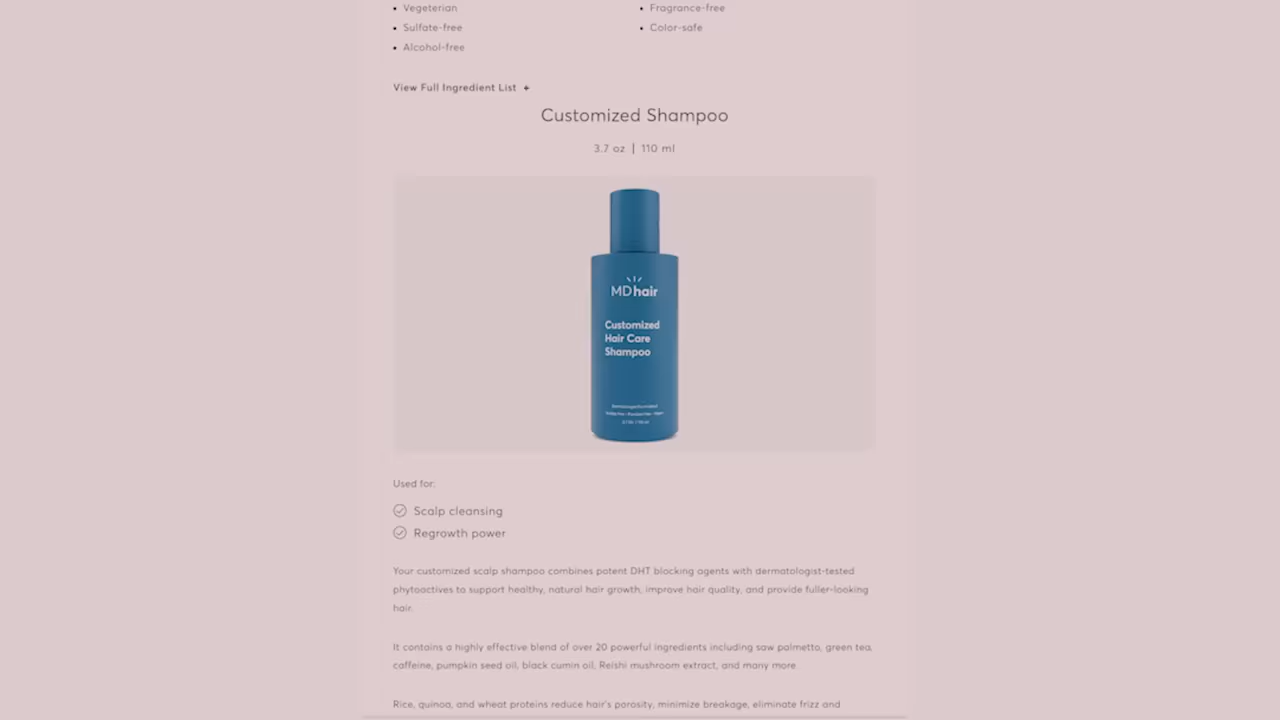 Vegeterian
Fragrance-free
Sulfate-free
Color-safe
Alcohol-free
View Full Ingredient List +
Customized Shampoo
3.7 oz | 110 ml
MDhair
Customized
Hair Care
Shampoo
Used for:
Scalp cleansing
Regrowth power
Your customized scalp shampoo combines potent DHT blocking agents with dermatologist-tested
phytoactives to support healthy, natural hair growth, improve hair quality, and provide fuller-looking
hair.
It contains a highly effective blend of over 20 powerful ingredients including saw palmetto, green tea,
caffeine, pumpkin seed oil, black cumin oil, Reishi mushroom extract, and many more.
Rice, quinoa, and wheat proteins reduce hair's porosity, minimize breakage, eliminate frizz and